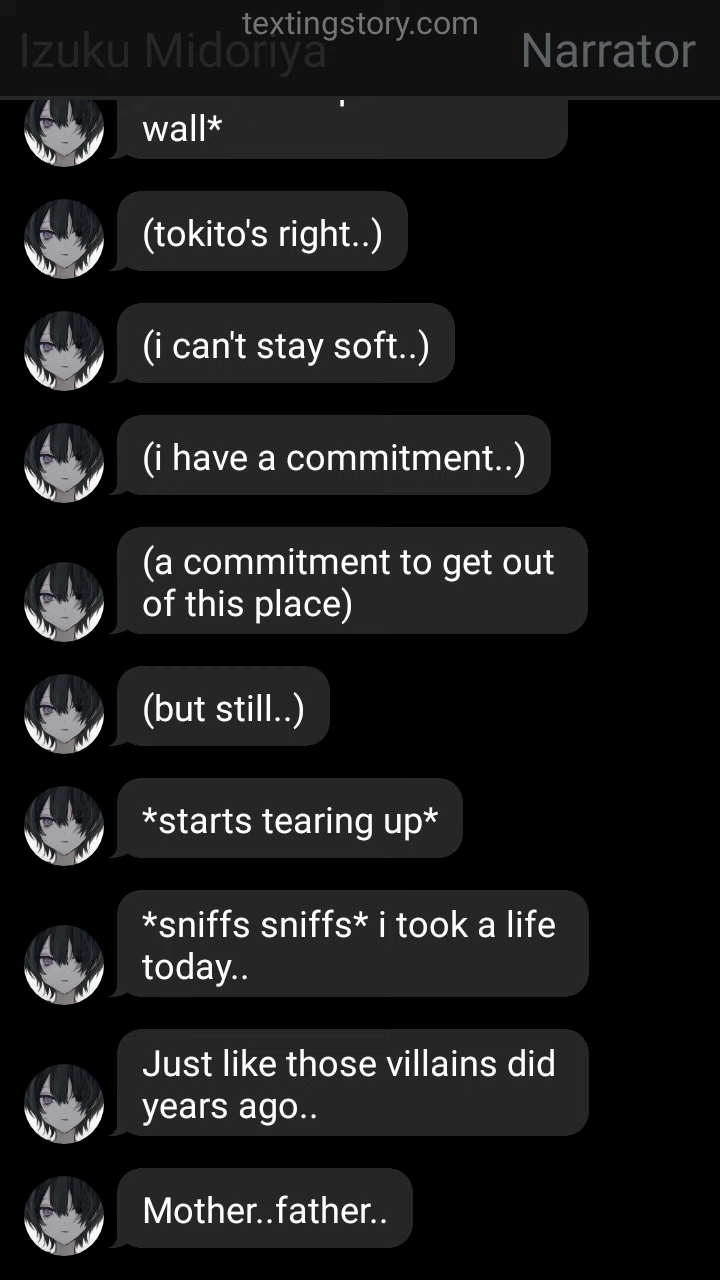 textingstory.com
Izuku Midoriya
Narrator
wall*
(tokito's right..)
(i can't stay soft..)
(i have a commitment..)
(a commitment to get out
of this place)
(but still..)
*starts tearing up*
*sniffs sniffs* i took a life
today..
Just like those villains did
years ago..
Mother..father..